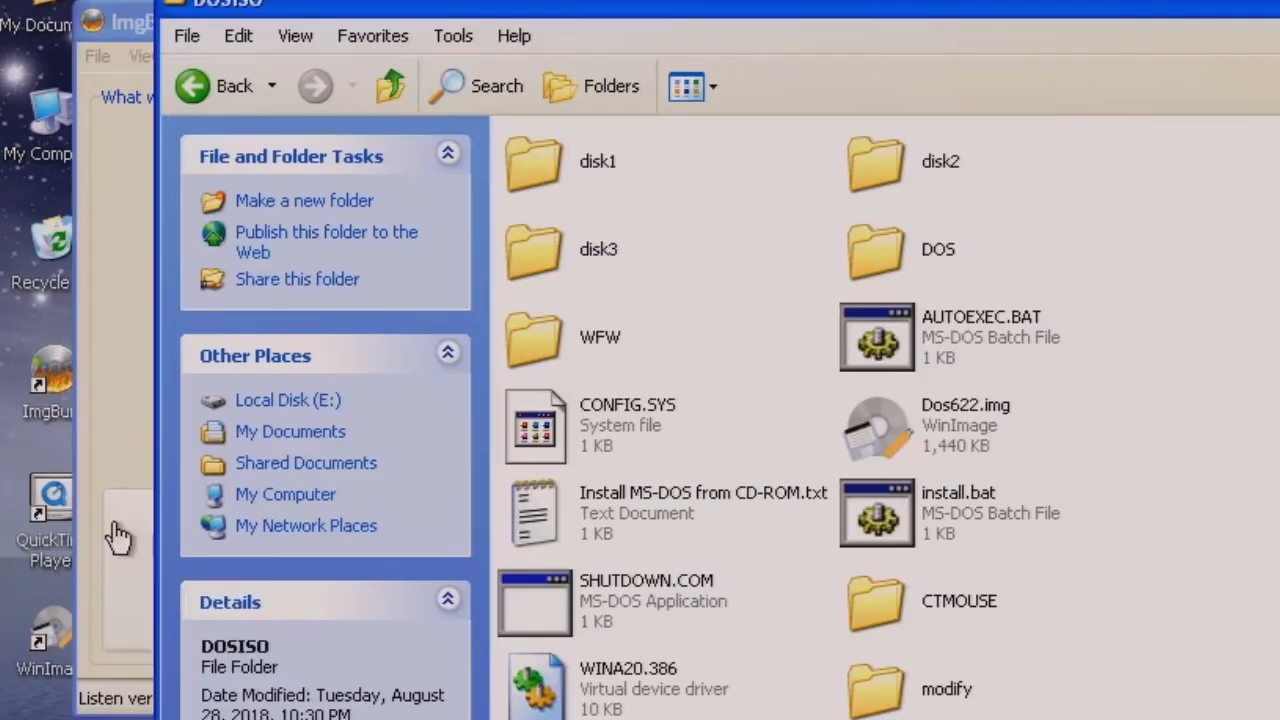 DOSISO
My Docum
ImgB
File Edit View Favorites Tools Help
File Vie
Back
Search
Folders
What w
My Comp
Recycle
ImgBu
QuickTi
Playe
WinIma
Listen ver
File and Folder Tasks
Make a new folder
Publish this folder to the
Web
Share this folder
Other Places
Local Disk (E:)
My Documents
Shared Documents
My Computer
My Network Places
Details
DOSISO
File Folder
Date Modified: Tuesday, August
28, 2018, 10:30 PM
disk1
disk2
disk3
DOS
WFW
AUTOEXEC.BAT
MS-DOS Batch File
1 KB
CONFIG.SYS
System file
1 KB
Dos622.img
WinImage
1,440 KB
Install MS-DOS from CD-ROM.txt
Text Document
1 KB
install.bat
MS-DOS Batch File
1 KB
SHUTDOWN.COM
MS-DOS Application
1 KB
CTMOUSE
WINA20.386
Virtual device driver
10 KB
modify